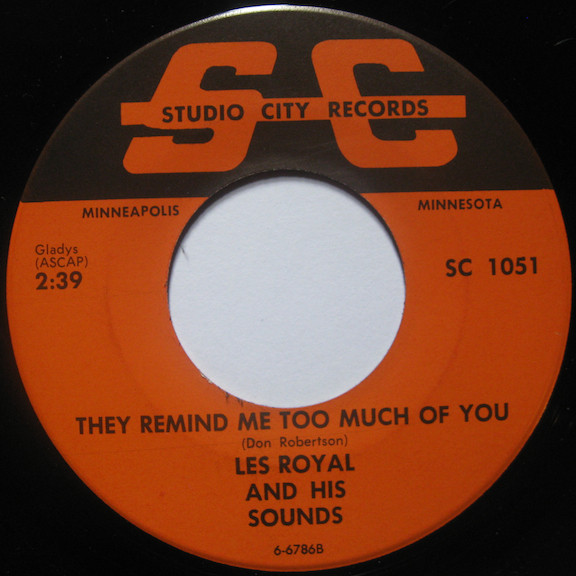 SC
STUDIO CITY RECORDS
MINNEAPOLIS
MINNESOTA
Gladys
(ASCAP)
2:39
SC 1051
THEY REMIND ME TOO MUCH OF YOU
(Don Robertson)
LES ROYAL
AND HIS
SOUNDS
6-6786B